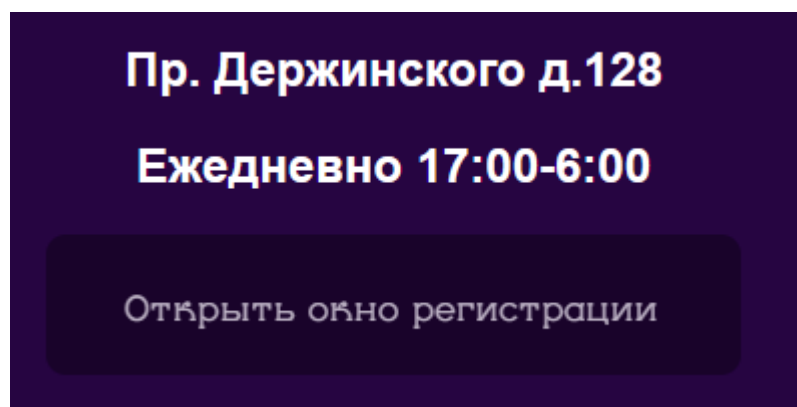 Пр. Держинского д.128
Ежедневно 17:00-6:00
Открыть окно регистрации